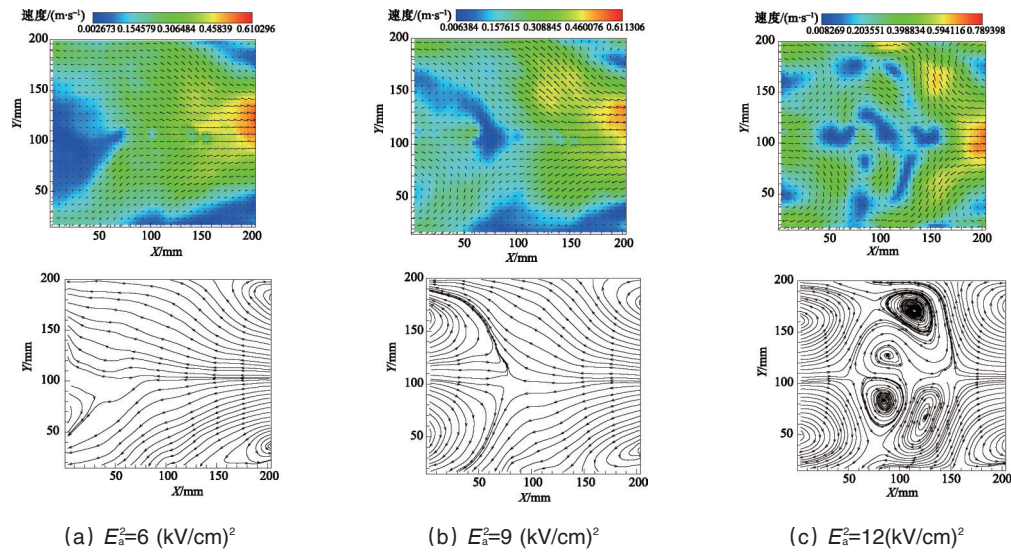 速度/(m·s⁻¹)
0.002673 0.154579 0.306484 0.45839 0.610296
速度/(m·s⁻¹)
0.006384 0.157615 0.308845 0.460076 0.611306
速度/(m·s⁻¹)
0.008269 0.203551 0.398834 0.594116 0.789398
200
150
100
50
Y/mm
50 100 150 200
X/mm
200
150
100
50
Y/mm
50 100 150 200
X/mm
200
150
100
50
Y/mm
50 100 150 200
X/mm
200
150
100
50
Y/mm
50 100 150 200
X/mm
200
150
100
50
Y/mm
0 50 100 150 200
X/mm
200
150
100
50
Y/mm
50 100 150 200
X/mm
(a) E²ₐ=6 (kV/cm)²
(b) E²ₐ=9 (kV/cm)²
(c) E²ₐ=12(kV/cm)²